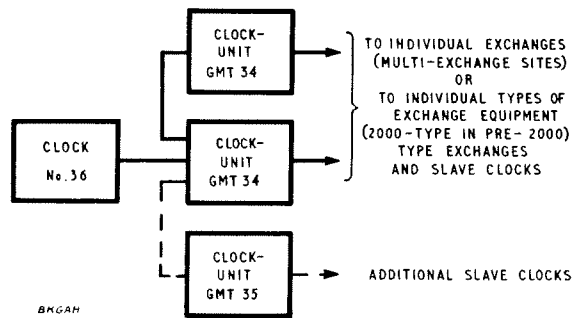 CLOCK-
UNIT
GMT 34
TO INDIVIDUAL EXCHANGES
(MULTI-EXCHANGE SITES)
OR
TO INDIVIDUAL TYPES OF
EXCHANGE EQUIPMENT
(2000-TYPE IN PRE-2000)
TYPE EXCHANGES
AND SLAVE CLOCKS
CLOCK
No.36
CLOCK-
UNIT
GMT 34
CLOCK-
UNIT
GMT 35
ADDITIONAL SLAVE CLOCKS
BKGAH